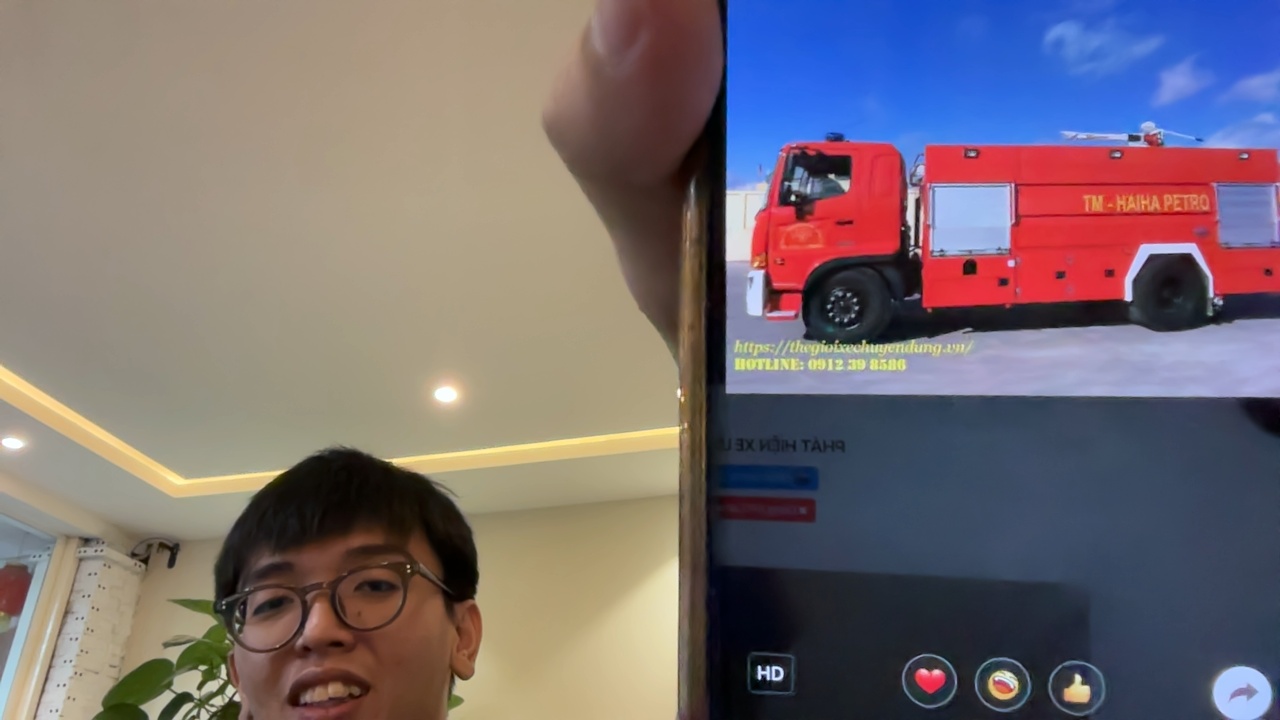 TM - HAIHA PETRO
https://thegioixechuyendung.vn/
HOTLINE: 0912 39 8586
PHÁT HIỆN XE
HD